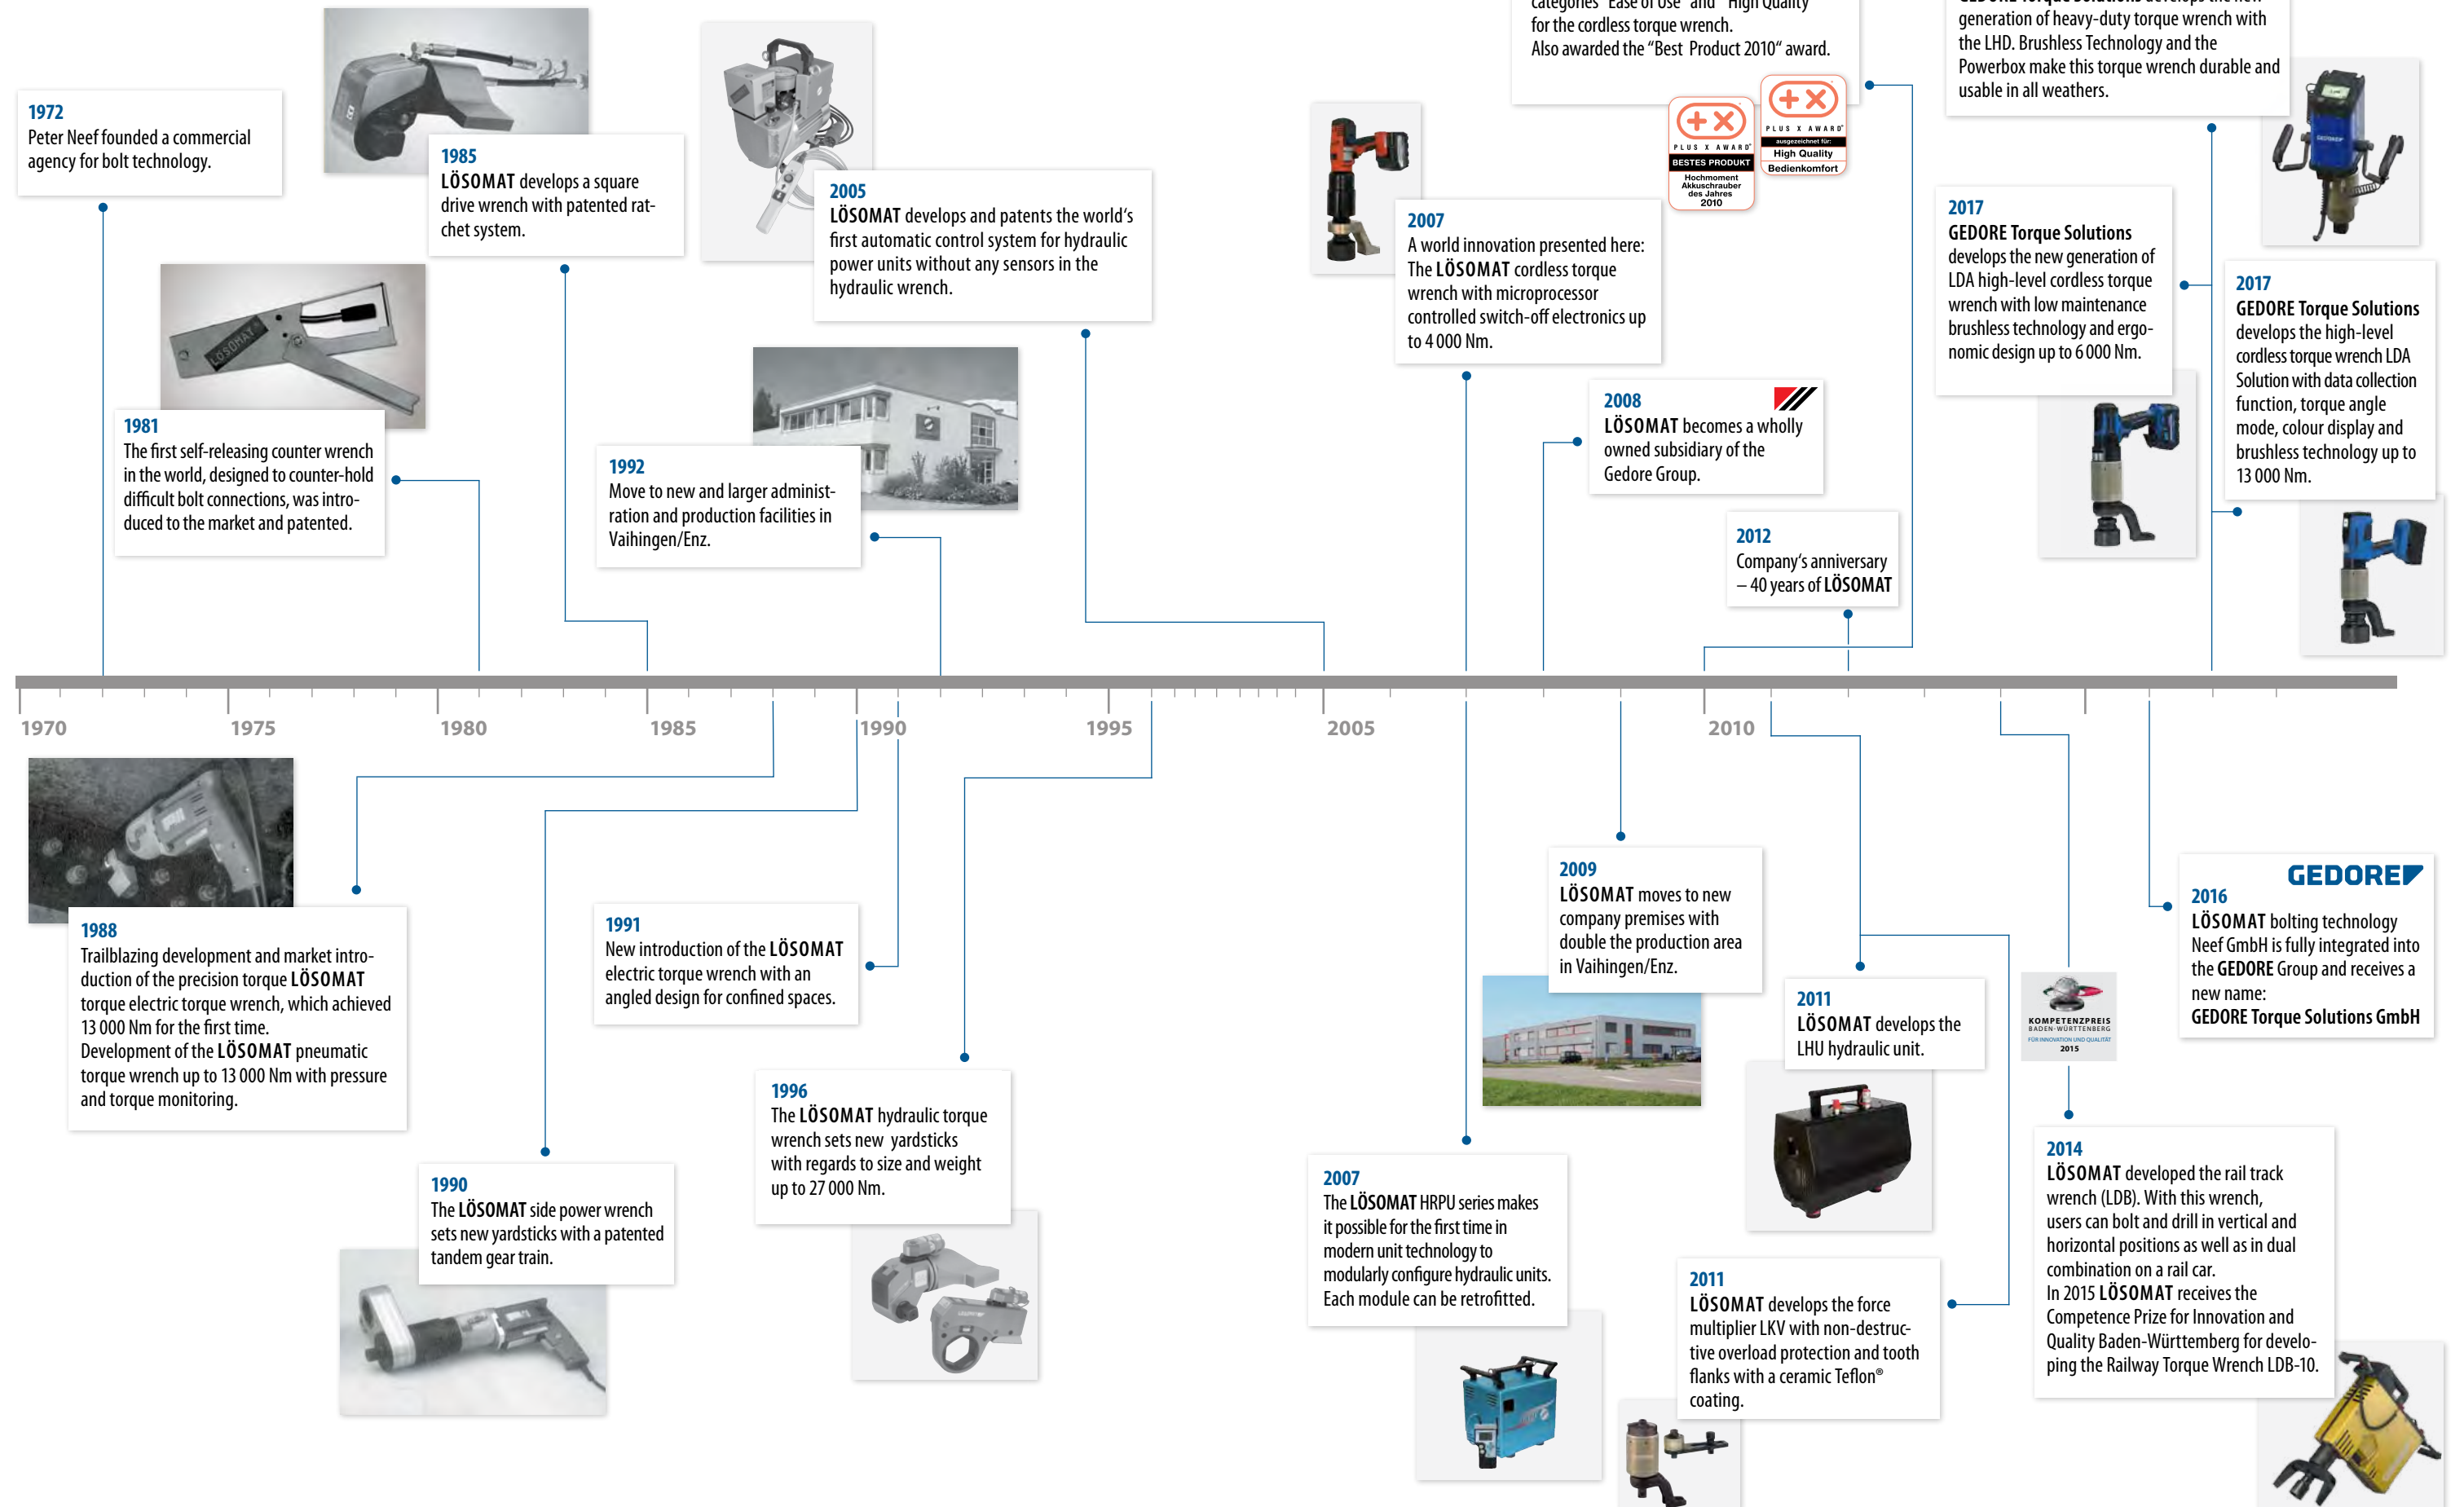 categories "Ease of Use" and "High Quality"
for the cordless torque wrench.
Also awarded the "Best Product 2010" award.
generation of heavy-duty torque wrench with
the LHD. Brushless Technology and the
Powerbox make this torque wrench durable and
usable in all weathers.
1972
Peter Neef founded a commercial
agency for bolt technology.
1985
LÖSOMAT develops a square
drive wrench with patented rat-
chet system.
2005
LÖSOMAT develops and patents the world's
first automatic control system for hydraulic
power units without any sensors in the
hydraulic wrench.
PLUS X AWARD
BESTES PRODUKT
Hochmoment
Akkuschrauber
des Jahres
2010
PLUS X AWARD
ausgezeichnet für:
High Quality
Bedienkomfort
2007
A world innovation presented here:
The LÖSOMAT cordless torque
wrench with microprocessor
controlled switch-off electronics up
to 4 000 Nm.
2017
GEDORE Torque Solutions
develops the new generation of
LDA high-level cordless torque
wrench with low maintenance
brushless technology and ergo-
nomic design up to 6 000 Nm.
GEDORE
2017
GEDORE Torque Solutions
develops the high-level
cordless torque wrench LDA
Solution with data collection
function, torque angle
mode, colour display and
brushless technology up to
13 000 Nm.
LÖSOMAT
1981
The first self-releasing counter wrench
in the world, designed to counter-hold
difficult bolt connections, was intro-
duced to the market and patented.
1992
Move to new and larger administ-
ration and production facilities in
Vaihingen/Enz.
2008
LÖSOMAT becomes a wholly
owned subsidiary of the
Gedore Group.
2012
Company's anniversary
– 40 years of LÖSOMAT
1970 1975 1980 1985 1990 1995 2005 2010
1988
Trailblazing development and market intro-
duction of the precision torque LÖSOMAT
torque electric torque wrench, which achieved
13 000 Nm for the first time.
Development of the LÖSOMAT pneumatic
torque wrench up to 13 000 Nm with pressure
and torque monitoring.
1991
New introduction of the LÖSOMAT
electric torque wrench with an
angled design for confined spaces.
1990
The LÖSOMAT side power wrench
sets new yardsticks with a patented
tandem gear train.
1996
The LÖSOMAT hydraulic torque
wrench sets new yardsticks
with regards to size and weight
up to 27 000 Nm.
2007
The LÖSOMAT HRPU series makes
it possible for the first time in
modern unit technology to
modularly configure hydraulic units.
Each module can be retrofitted.
2009
LÖSOMAT moves to new
company premises with
double the production area
in Vaihingen/Enz.
2011
LÖSOMAT develops the
LHU hydraulic unit.
2011
LÖSOMAT develops the force
multiplier LKV with non-destruc-
tive overload protection and tooth
flanks with a ceramic Teflon®
coating.
KOMPETENZPREIS
BADEN-WÜRTTEMBERG
FÜR INNOVATION UND QUALITÄT
2015
2014
LÖSOMAT developed the rail track
wrench (LDB). With this wrench,
users can bolt and drill in vertical and
horizontal positions as well as in dual
combination on a rail car.
In 2015 LÖSOMAT receives the
Competence Prize for Innovation and
Quality Baden-Württemberg for develo-
ping the Railway Torque Wrench LDB-10.
GEDORE
2016
LÖSOMAT bolting technology
Neef GmbH is fully integrated into
the GEDORE Group and receives a
new name:
GEDORE Torque Solutions GmbH